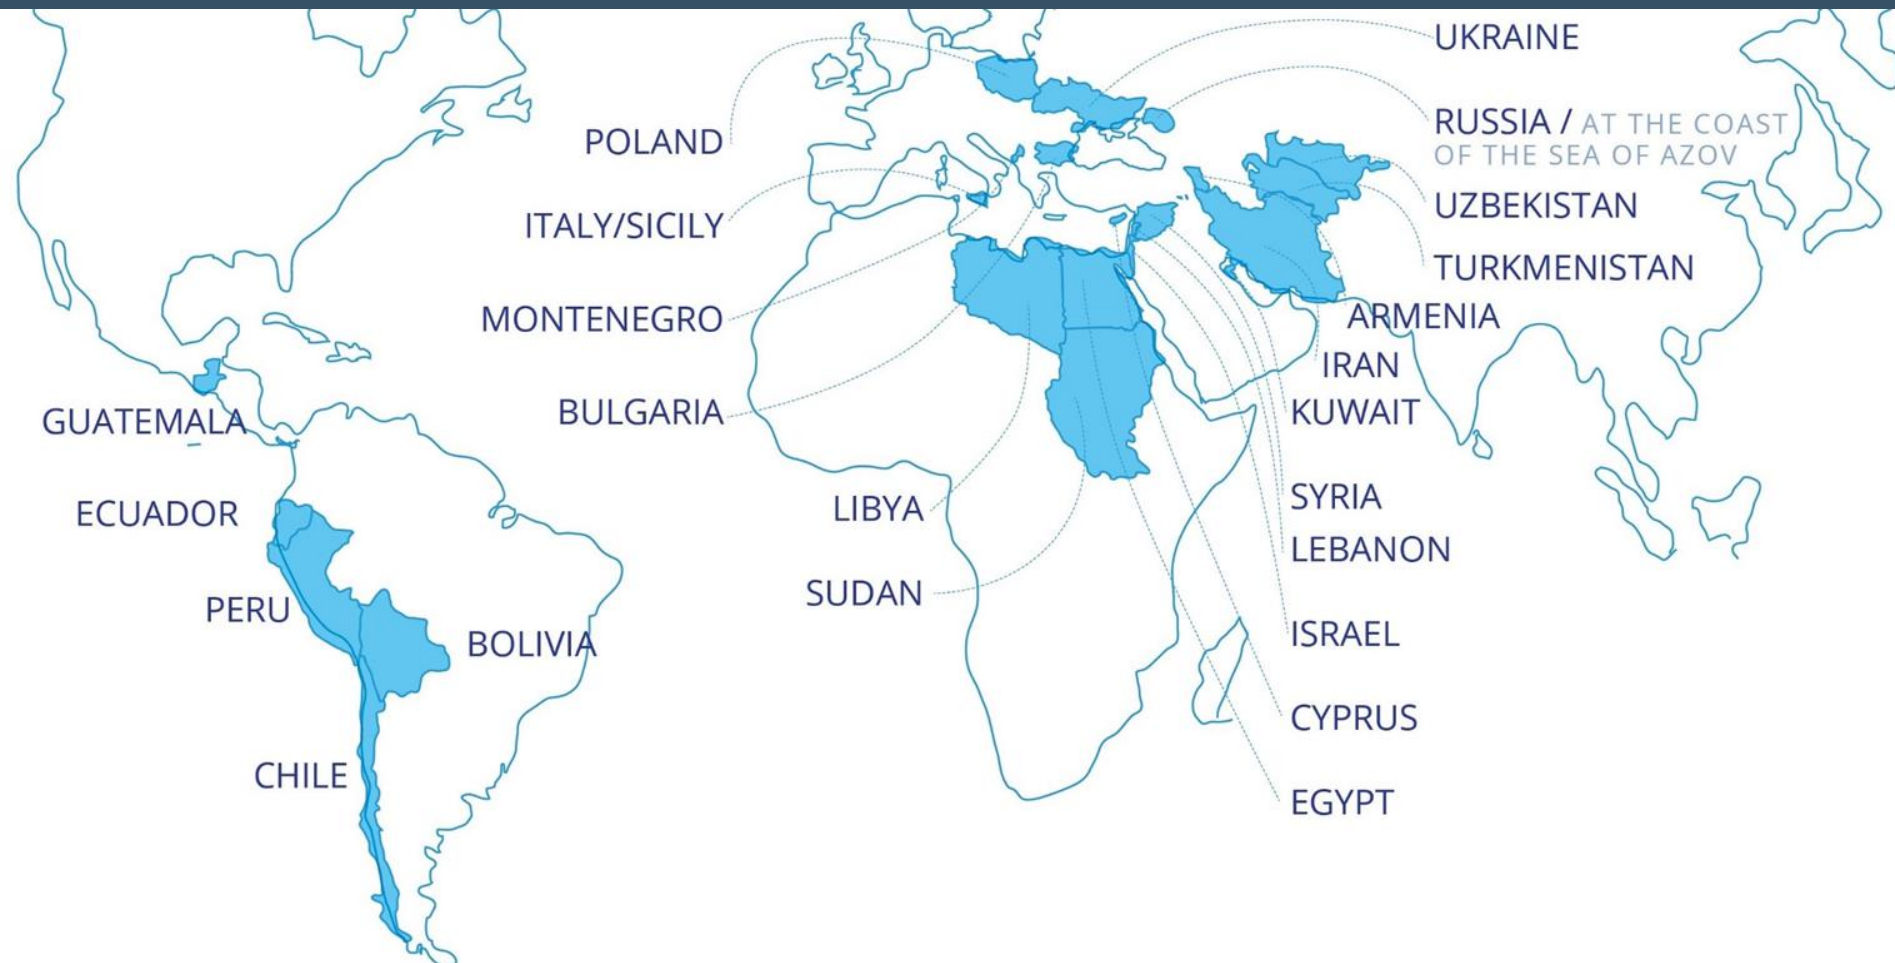 UKRAINE
RUSSIA / AT THE COAST
OF THE SEA OF AZOV
POLAND
UZBEKISTAN
ITALY/SICILY
TURKMENISTAN
MONTENEGRO
ARMENIA
IRAN
BULGARIA
KUWAIT
GUATEMALA
SYRIA
LIBYA
ECUADOR
LEBANON
SUDAN
PERU
ISRAEL
BOLIVIA
CYPRUS
CHILE
EGYPT